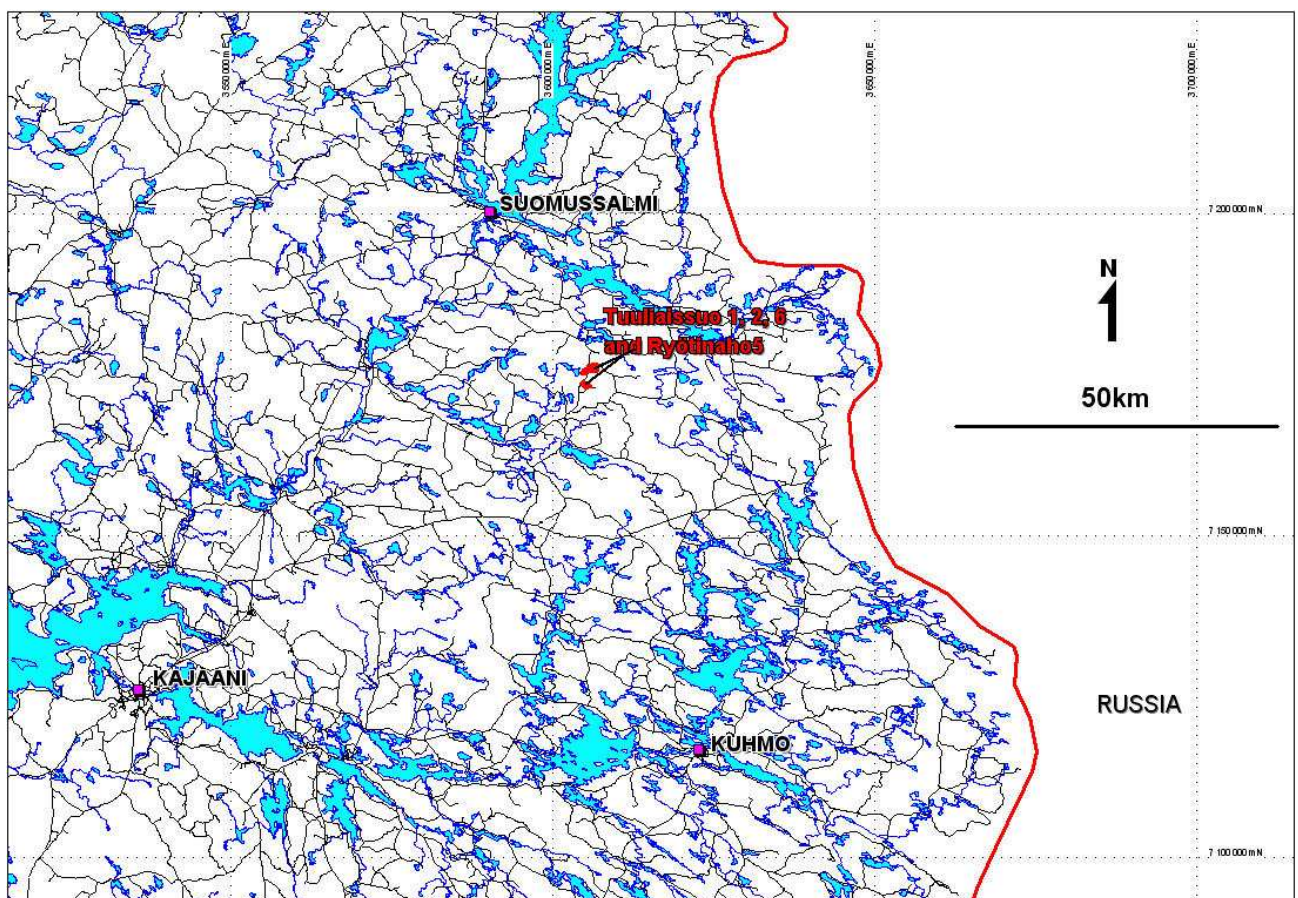 3 550 000 m E
3 600 000 m E
3 650 000 m E
3 700 000 m E
SUOMUSSALMI
7 200 000 m N
N
Tuuliaissuo 1, 2, 6
and Ryötinaho5
50km
7 150 000 m N
KAJAANI
RUSSIA
KUHMO
7 100 000 m N